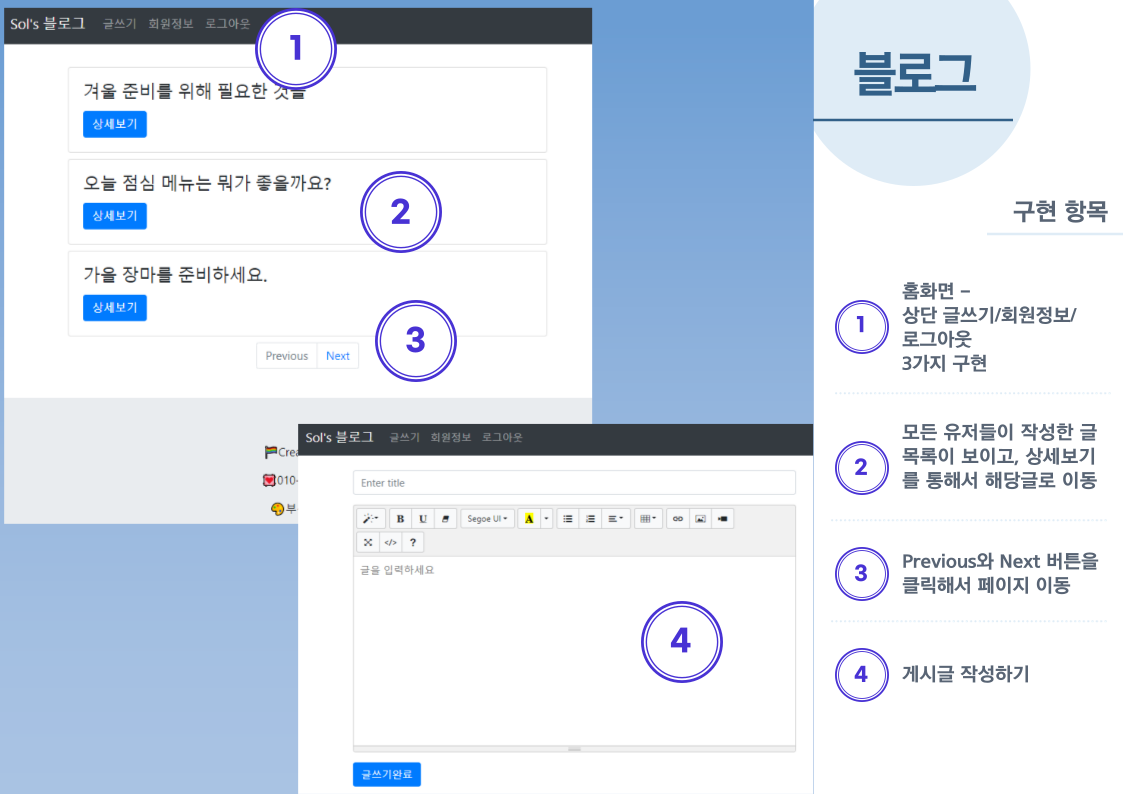 Sol's 블로그 글쓰기 회원정보 로그아웃
1
겨울 준비를 위해 필요한 것들
상세보기
오늘 점심 메뉴는 뭐가 좋을까요?
상세보기
2
가을 장마를 준비하세요.
상세보기
3
Previous Next
010-
부
Sol's 블로그 글쓰기 회원정보 로그아웃
Enter title
B U Segoe UI A
</> ?
글을 입력하세요
4
글쓰기완료
블로그
구현 항목
1
홈화면 –
상단 글쓰기/회원정보/
로그아웃
3가지 구현
2
모든 유저들이 작성한 글
목록이 보이고, 상세보기
를 통해서 해당글로 이동
3
Previous와 Next 버튼을
클릭해서 페이지 이동
4
게시글 작성하기